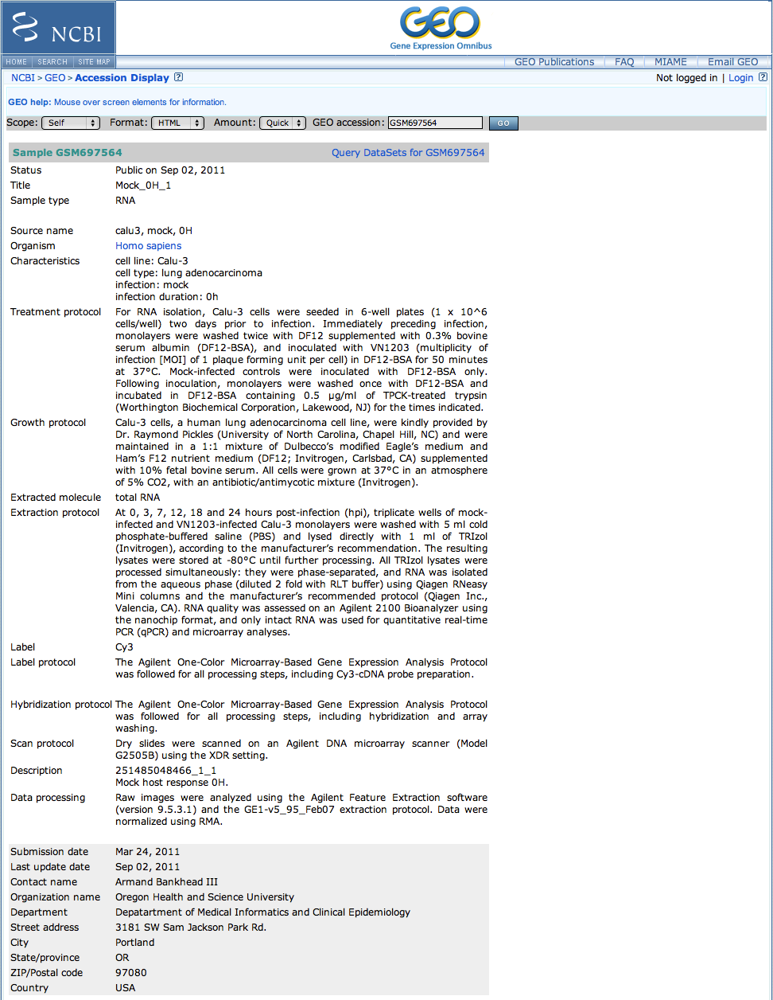 NCBI
GEO
Gene Expression Omnibus
HOME SEARCH SITE MAP
GEO Publications FAQ MIAME Email GEO
NCBI > GEO > Accession Display ?
Not logged in | Login ?
GEO help: Mouse over screen elements for information.
Scope: Self Format: HTML Amount: Quick GEO accession: GSM697564 GO
Sample GSM697564 Query DataSets for GSM697564
Status Public on Sep 02, 2011
Title Mock_0H_1
Sample type RNA
Source name calu3, mock, 0H
Organism Homo sapiens
Characteristics cell line: Calu-3
cell type: lung adenocarcinoma
infection: mock
infection duration: 0h
Treatment protocol For RNA isolation, Calu-3 cells were seeded in 6-well plates (1 x 10^6
cells/well) two days prior to infection. Immediately preceding infection,
monolayers were washed twice with DF12 supplemented with 0.3% bovine
serum albumin (DF12-BSA), and inoculated with VN1203 (multiplicity of
infection [MOI] of 1 plaque forming unit per cell) in DF12-BSA for 50 minutes
at 37°C. Mock-infected controls were inoculated with DF12-BSA only.
Following inoculation, monolayers were washed once with DF12-BSA and
incubated in DF12-BSA containing 0.5 µg/ml of TPCK-treated trypsin
(Worthington Biochemical Corporation, Lakewood, NJ) for the times indicated.
Growth protocol Calu-3 cells, a human lung adenocarcinoma cell line, were kindly provided by
Dr. Raymond Pickles (University of North Carolina, Chapel Hill, NC) and were
maintained in a 1:1 mixture of Dulbecco's modified Eagle's medium and
Ham's F12 nutrient medium (DF12; Invitrogen, Carlsbad, CA) supplemented
with 10% fetal bovine serum. All cells were grown at 37°C in an atmosphere
of 5% CO2, with an antibiotic/antimycotic mixture (Invitrogen).
Extracted molecule total RNA
Extraction protocol At 0, 3, 7, 12, 18 and 24 hours post-infection (hpi), triplicate wells of mock-
infected and VN1203-infected Calu-3 monolayers were washed with 5 ml cold
phosphate-buffered saline (PBS) and lysed directly with 1 ml of TRIzol
(Invitrogen), according to the manufacturer's recommendation. The resulting
lysates were stored at -80°C until further processing. All TRIzol lysates were
processed simultaneously: they were phase-separated, and RNA was isolated
from the aqueous phase (diluted 2 fold with RLT buffer) using Qiagen RNeasy
Mini columns and the manufacturer's recommended protocol (Qiagen Inc.,
Valencia, CA). RNA quality was assessed on an Agilent 2100 Bioanalyzer using
the nanochip format, and only intact RNA was used for quantitative real-time
PCR (qPCR) and microarray analyses.
Label Cy3
Label protocol The Agilent One-Color Microarray-Based Gene Expression Analysis Protocol
was followed for all processing steps, including Cy3-cDNA probe preparation.
Hybridization protocol The Agilent One-Color Microarray-Based Gene Expression Analysis Protocol
was followed for all processing steps, including hybridization and array
washing.
Scan protocol Dry slides were scanned on an Agilent DNA microarray scanner (Model
G2505B) using the XDR setting.
Description 251485048466_1_1
Mock host response 0H.
Data processing Raw images were analyzed using the Agilent Feature Extraction software
(version 9.5.3.1) and the GE1-v5_95_Feb07 extraction protocol. Data were
normalized using RMA.
Submission date Mar 24, 2011
Last update date Sep 02, 2011
Contact name Armand Bankhead III
Organization name Oregon Health and Science University
Department Depatartment of Medical Informatics and Clinical Epidemiology
Street address 3181 SW Sam Jackson Park Rd.
City Portland
State/province OR
ZIP/Postal code 97080
Country USA